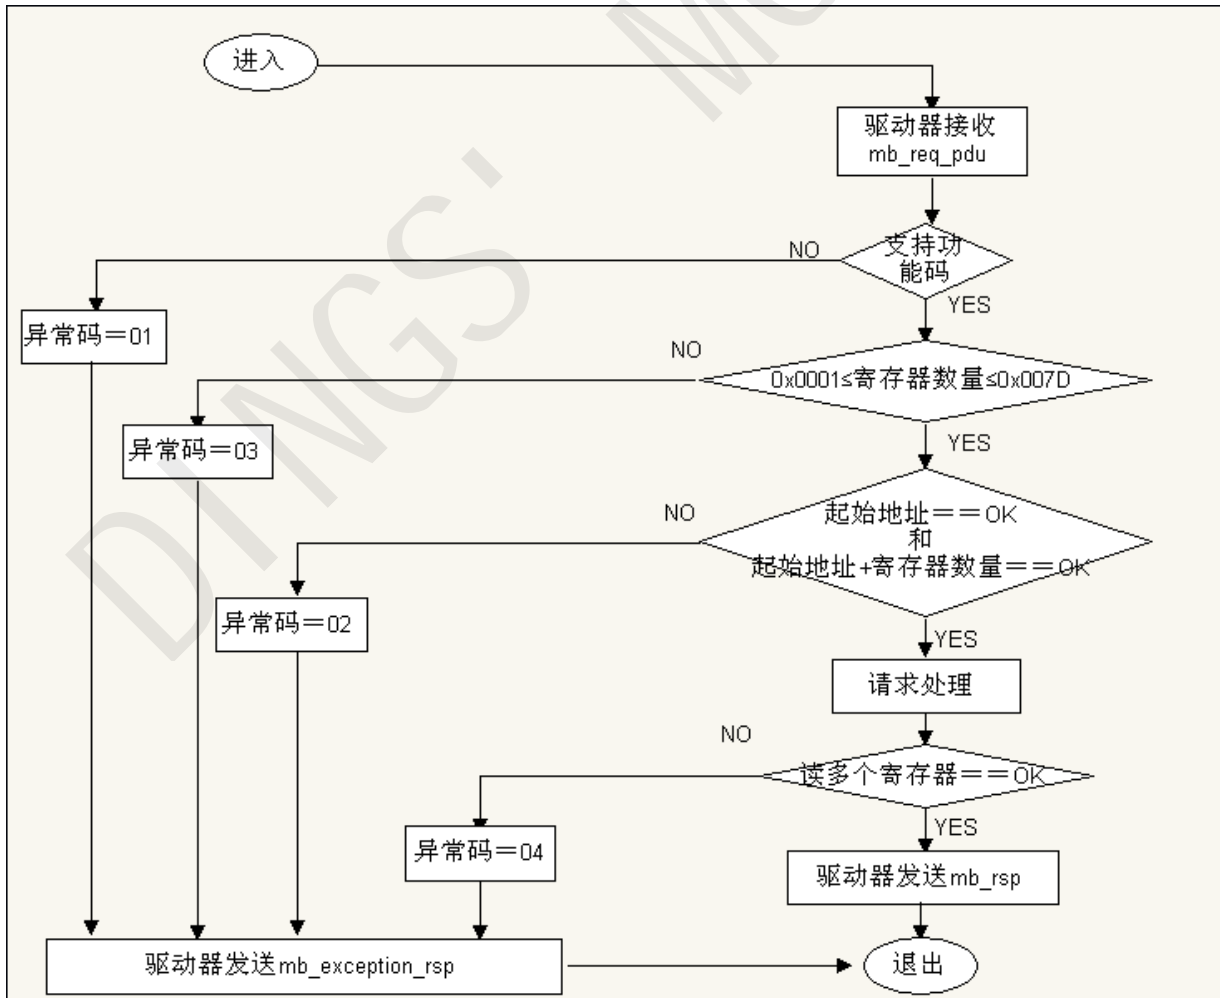 进入
驱动器接收
mb_req_pdu
支持功
能码
NO
YES
异常码＝01
0x0001≤寄存器数量≤0x007D
NO
YES
异常码＝03
起始地址＝＝OK
和
起始地址+寄存器数量＝＝OK
NO
YES
异常码＝02
请求处理
读多个寄存器＝＝OK
NO
YES
异常码＝04
驱动器发送mb_rsp
驱动器发送mb_exception_rsp
退出
DINGS'